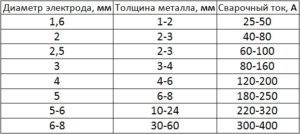 Диаметр электрода, мм Толщина металла, мм Сварочный ток, А
1,6 1-2 25-50
2 2-3 40-80
2,5 2-3 60-100
3 3-4 80-160
4 4-6 120-200
5 6-8 180-250
5-6 10-24 220-320
6-8 30-60 300-400